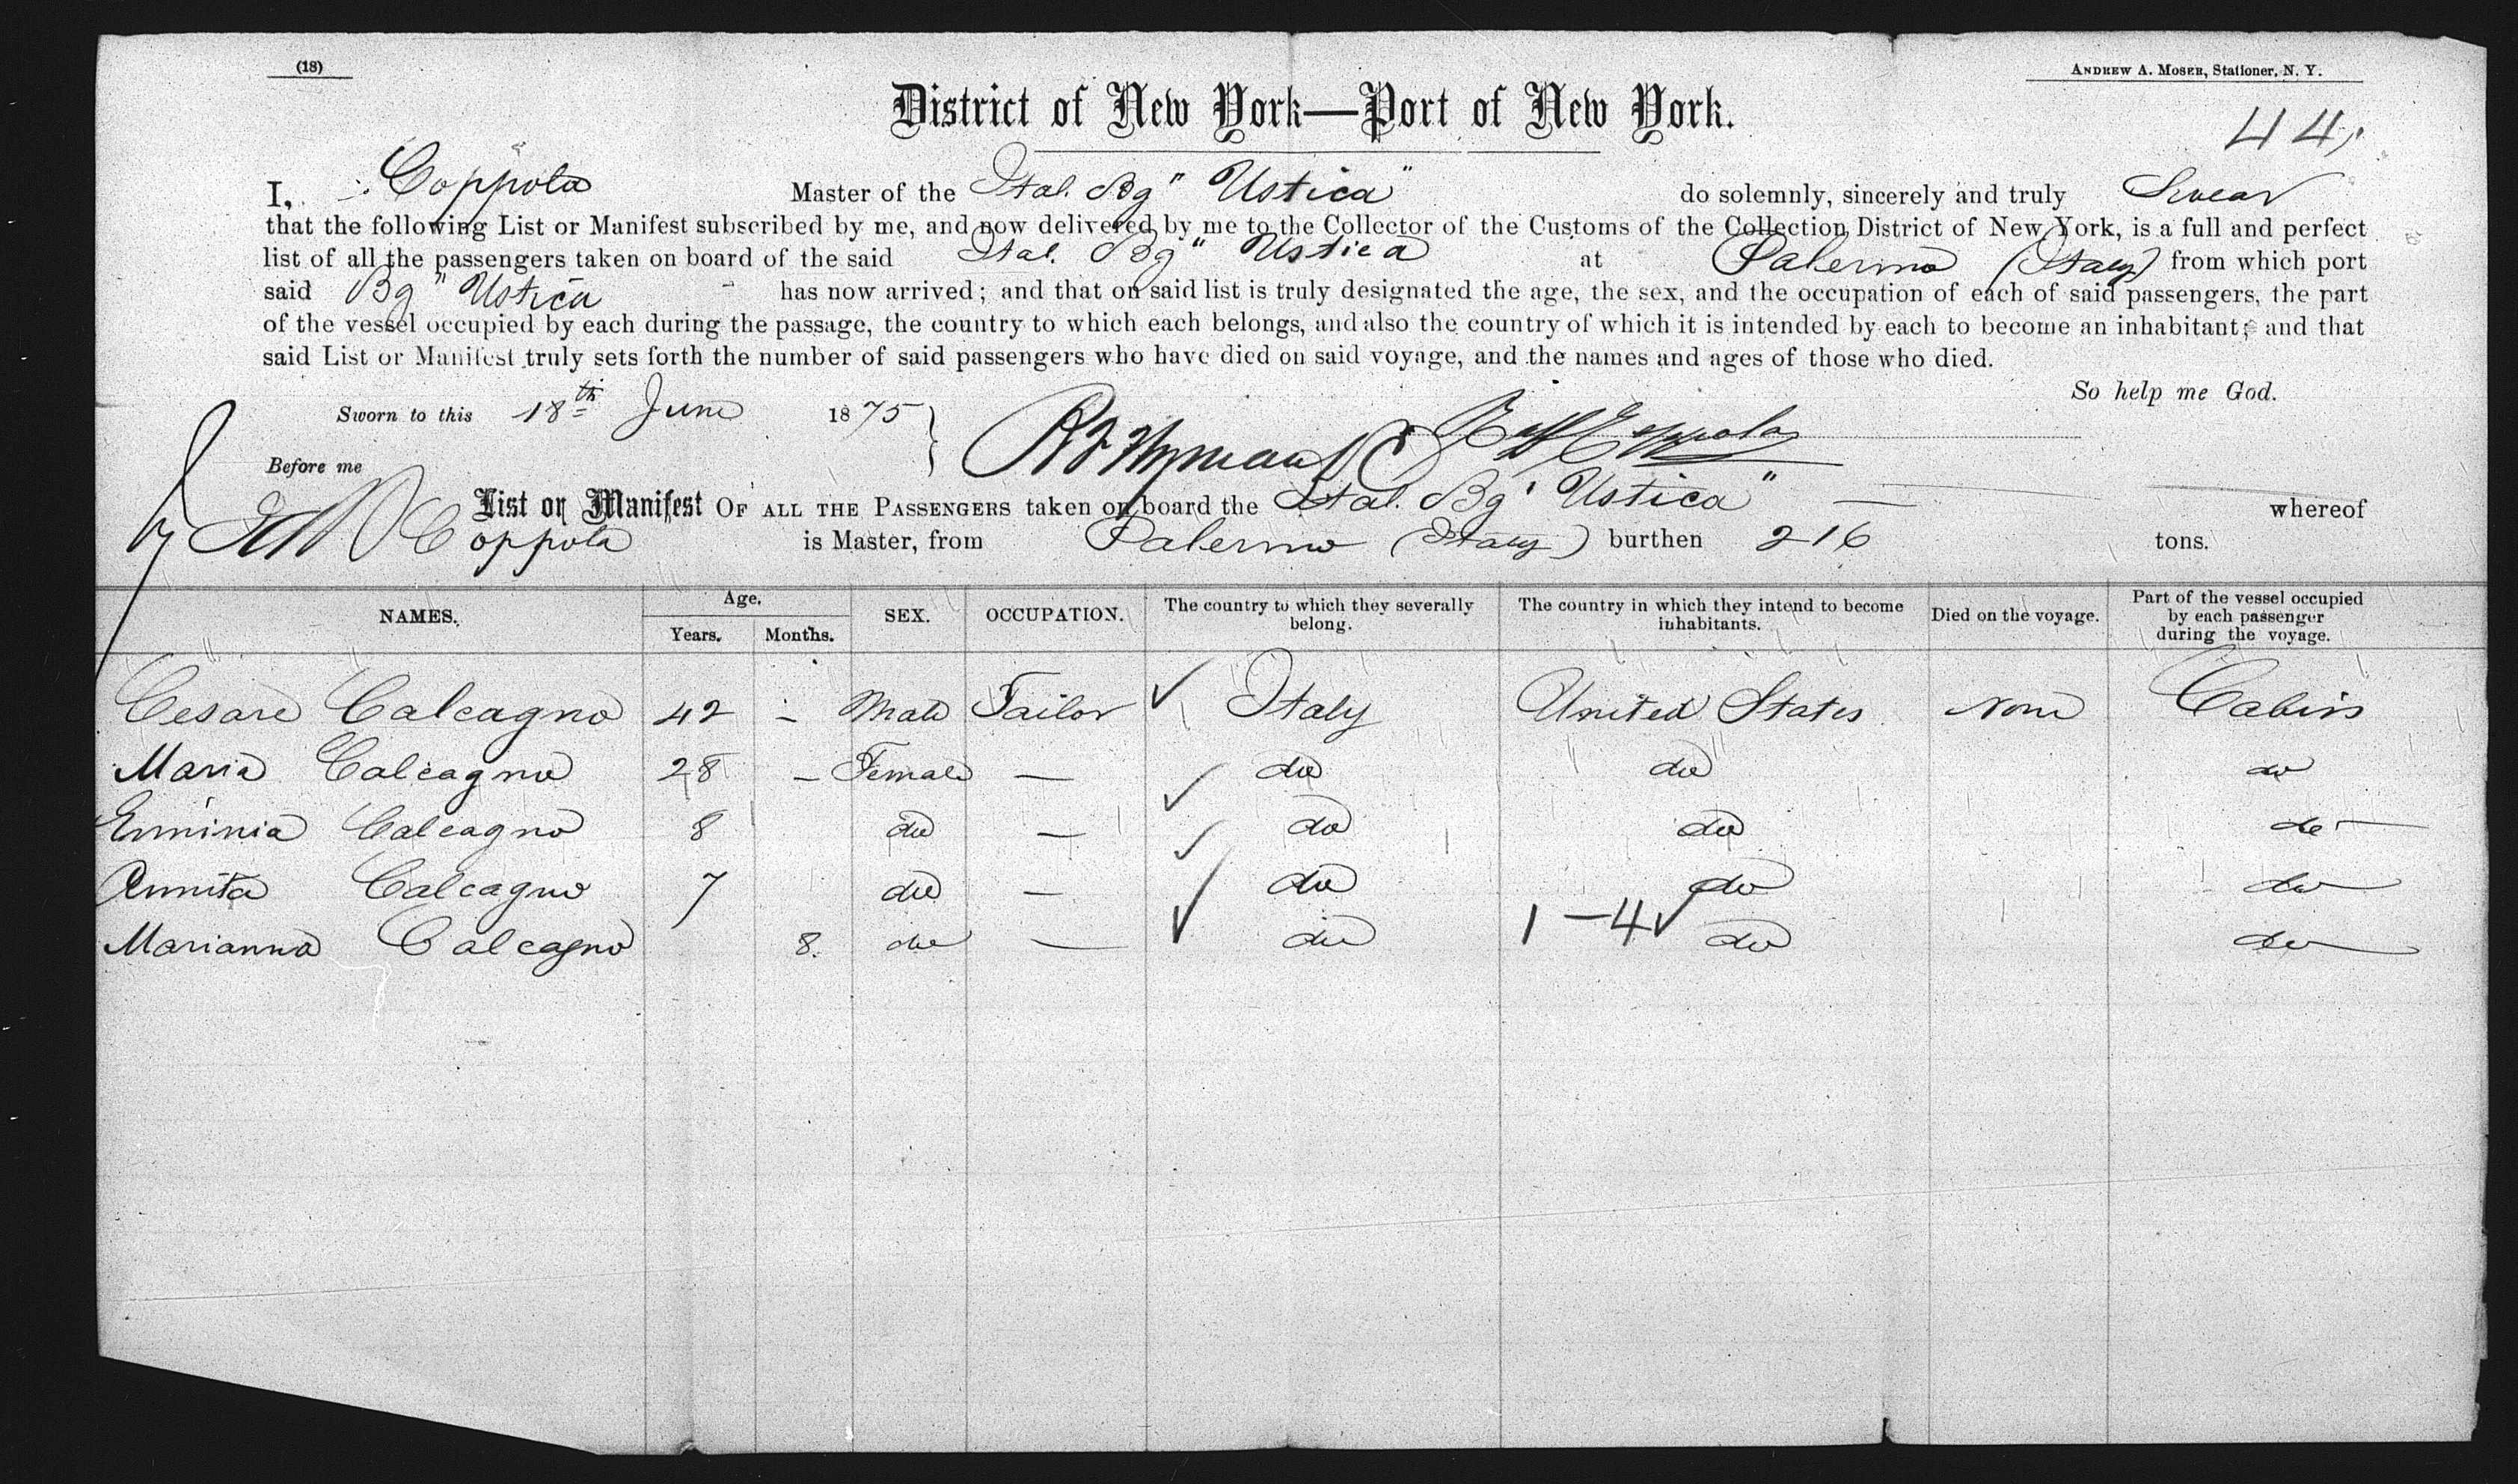 (18)
ANDREW A. MOSER, Stationer, N. Y.
District of New York—Port of New York.
44,
I, Coppola Master of the Ital. Bg "Ustica" do solemnly, sincerely and truly Swear
that the following List or Manifest subscribed by me, and now delivered by me to the Collector of the Customs of the Collection District of New York, is a full and perfect
list of all the passengers taken on board of the said Ital. Bg "Ustica at Palermo (Italy) from which port
said Bg "Ustica has now arrived; and that on said list is truly designated the age, the sex, and the occupation of each of said passengers, the part
of the vessel occupied by each during the passage, the country to which each belongs, and also the country of which it is intended by each to become an inhabitant; and that
said List or Manifest truly sets forth the number of said passengers who have died on said voyage, and the names and ages of those who died.
So help me God.
Sworn to this 18th June 1875 } Coppola
Before me
List or Manifest OF ALL THE PASSENGERS taken on board the Ital. Bg "Ustica" — whereof
Coppola is Master, from Palermo (Italy) burthen 216 tons.
NAMES. Age. Years. Months. SEX. OCCUPATION. The country to which they severally belong. The country in which they intend to become inhabitants. Died on the voyage. Part of the vessel occupied by each passenger during the voyage.
Cesare Calcagno 42 - Male Tailor ✓ Italy United States None Cabin
Maria Calcagno 28 - Female — ✓ do do do
Erminia Calcagno 8 do — ✓ do do do
Annita Calcagno 7 do — ✓ do do do
1-4✓
Marianna Calcagno 8. do — do do do